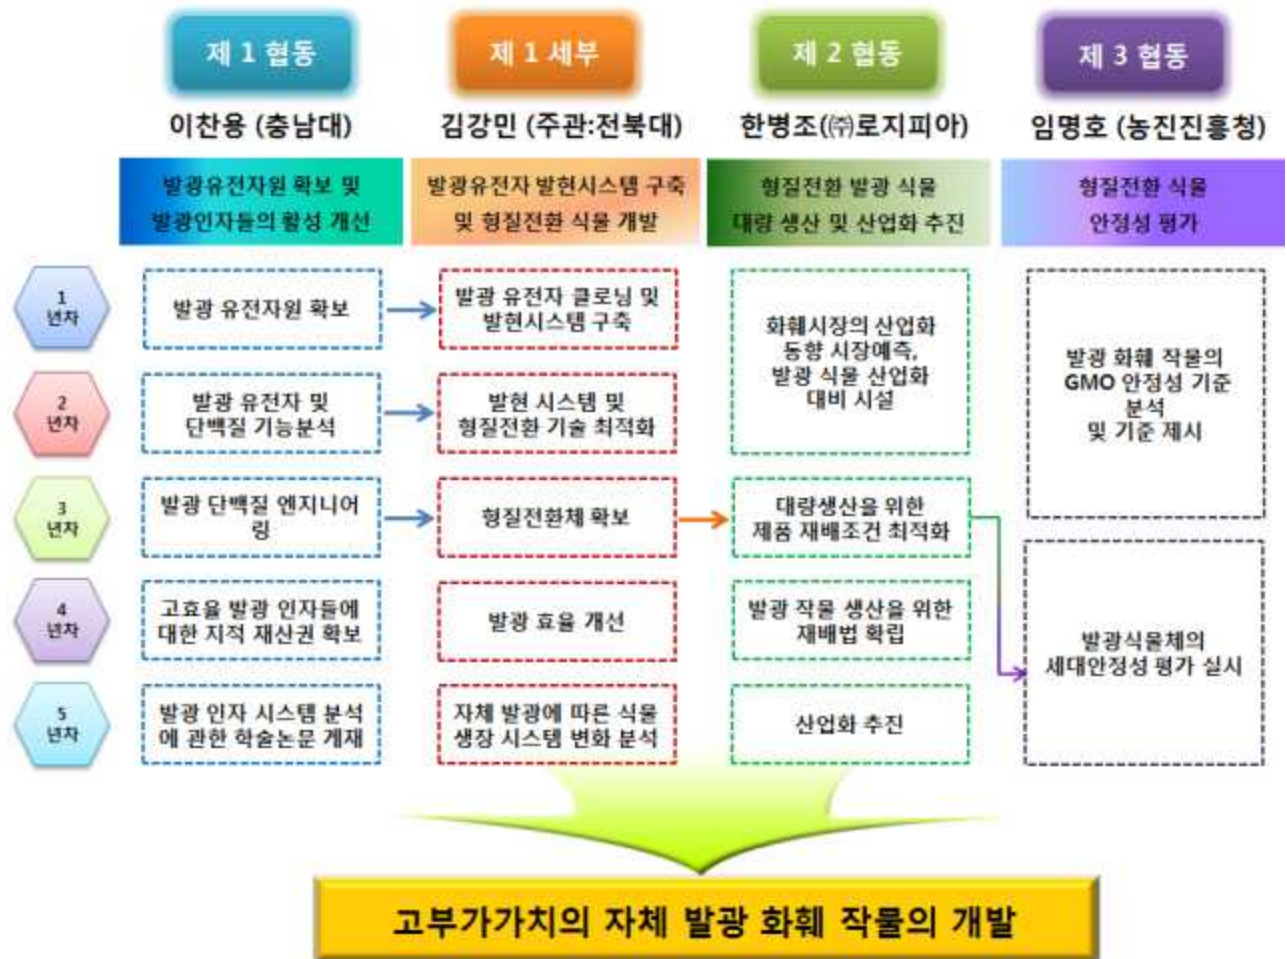 제 1 협동
제 1 세부
제 2 협동
제 3 협동
이찬용 (충남대)
김강민 (주관:전북대)
한병조(㈜로지피아)
임명호 (농진진흥청)
발광유전자원 확보 및
발광인자들의 활성 개선
발광유전자 발현시스템 구축
및 형질전환 식물 개발
형질전환 발광 식물
대량 생산 및 산업화 추진
형질전환 식물
안정성 평가
1
년차
발광 유전자원 확보
발광 유전자 클로닝 및
발현시스템 구축
화훼시장의 산업화
동향 시장예측,
발광 식물 산업화
대비 시설
발광 화훼 작물의
GMO 안정성 기준
분석
및 기준 제시
2
년차
발광 유전자 및
단백질 기능분석
발현 시스템 및
형질전환 기술 최적화
3
년차
발광 단백질 엔지니어
링
형질전환체 확보
대량생산을 위한
제품 재배조건 최적화
4
년차
고효율 발광 인자들에
대한 지적 재산권 확보
발광 효율 개선
발광 작물 생산을 위한
재배법 확립
발광식물체의
세대안정성 평가 실시
5
년차
발광 인자 시스템 분석
에 관한 학술논문 게재
자체 발광에 따른 식물
생장 시스템 변화 분석
산업화 추진
고부가가치의 자체 발광 화훼 작물의 개발